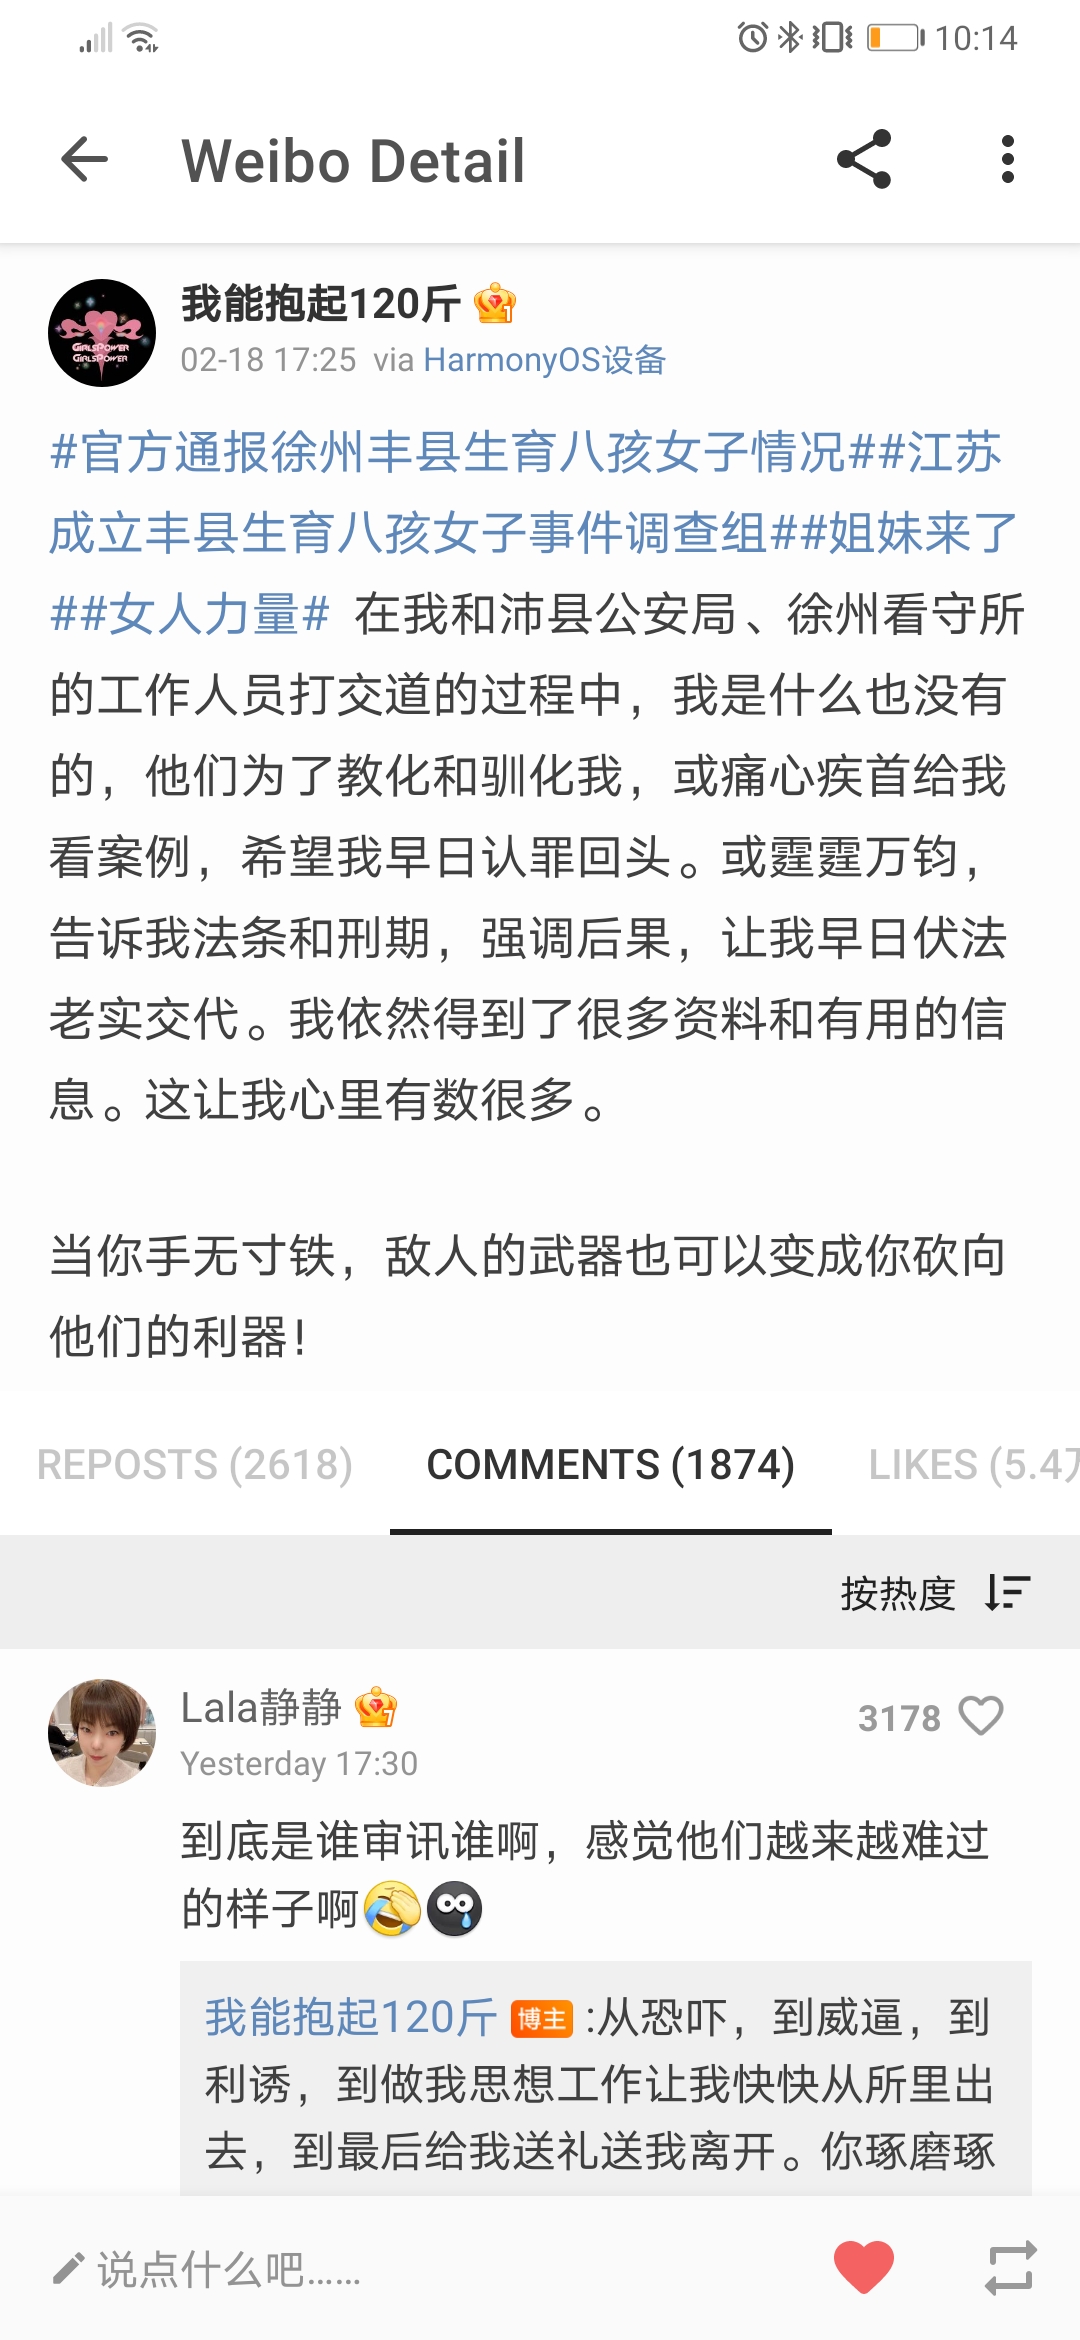 10:14
Weibo Detail
GIRLSPOWER
GIRLSPOWER
我能抱起120斤 1
02-18 17:25 via HarmonyOS设备
#官方通报徐州丰县生育八孩女子情况##江苏
成立丰县生育八孩女子事件调查组##姐妹来了
##女人力量# 在我和沛县公安局、徐州看守所
的工作人员打交道的过程中，我是什么也没有
的，他们为了教化和驯化我，或痛心疾首给我
看案例，希望我早日认罪回头。或霆霆万钧，
告诉我法条和刑期，强调后果，让我早日伏法
老实交代。我依然得到了很多资料和有用的信
息。这让我心里有数很多。
当你手无寸铁，敌人的武器也可以变成你砍向
他们的利器！
REPOSTS (2618) COMMENTS (1874) LIKES (5.4万
按热度
Lala静静 7 3178
Yesterday 17:30
到底是谁审讯谁啊，感觉他们越来越难过
的样子啊
我能抱起120斤 博主 :从恐吓，到威逼，到
利诱，到做我思想工作让我快快从所里出
去，到最后给我送礼送我离开。你琢磨琢
说点什么吧……